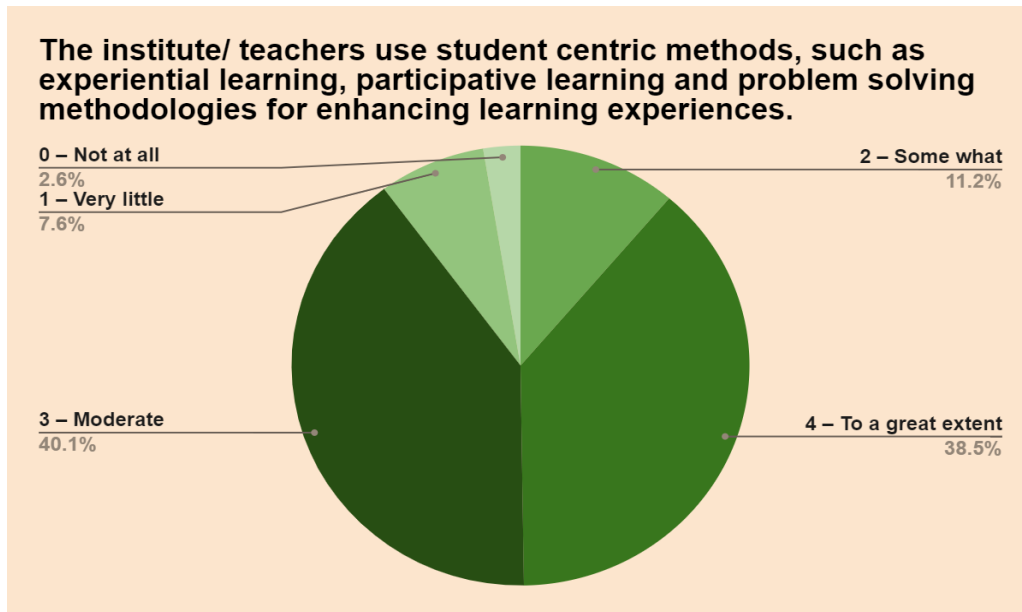 The institute/ teachers use student centric methods, such as
experiential learning, participative learning and problem solving
methodologies for enhancing learning experiences.
0 – Not at all
2.6%
1 – Very little
7.6%
2 – Some what
11.2%
3 – Moderate
40.1%
4 – To a great extent
38.5%